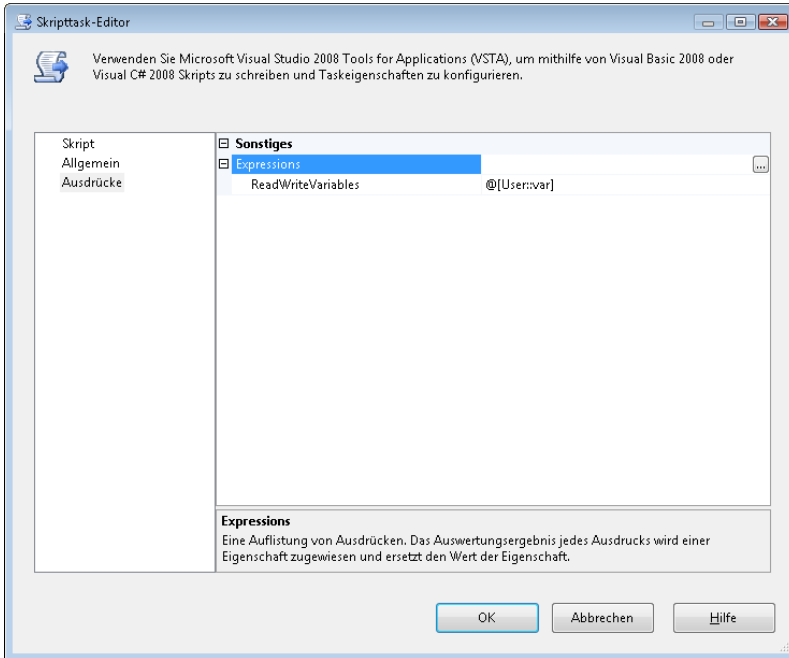 Skripttask-Editor
Verwenden Sie Microsoft Visual Studio 2008 Tools for Applications (VSTA), um mithilfe von Visual Basic 2008 oder
Visual C# 2008 Skripts zu schreiben und Taskeigenschaften zu konfigurieren.
Skript
Allgemein
Ausdrücke
Sonstiges
Expressions
...
ReadWriteVariables @[User::var]
Expressions
Eine Auflistung von Ausdrücken. Das Auswertungsergebnis jedes Ausdrucks wird einer
Eigenschaft zugewiesen und ersetzt den Wert der Eigenschaft.
OK Abbrechen Hilfe